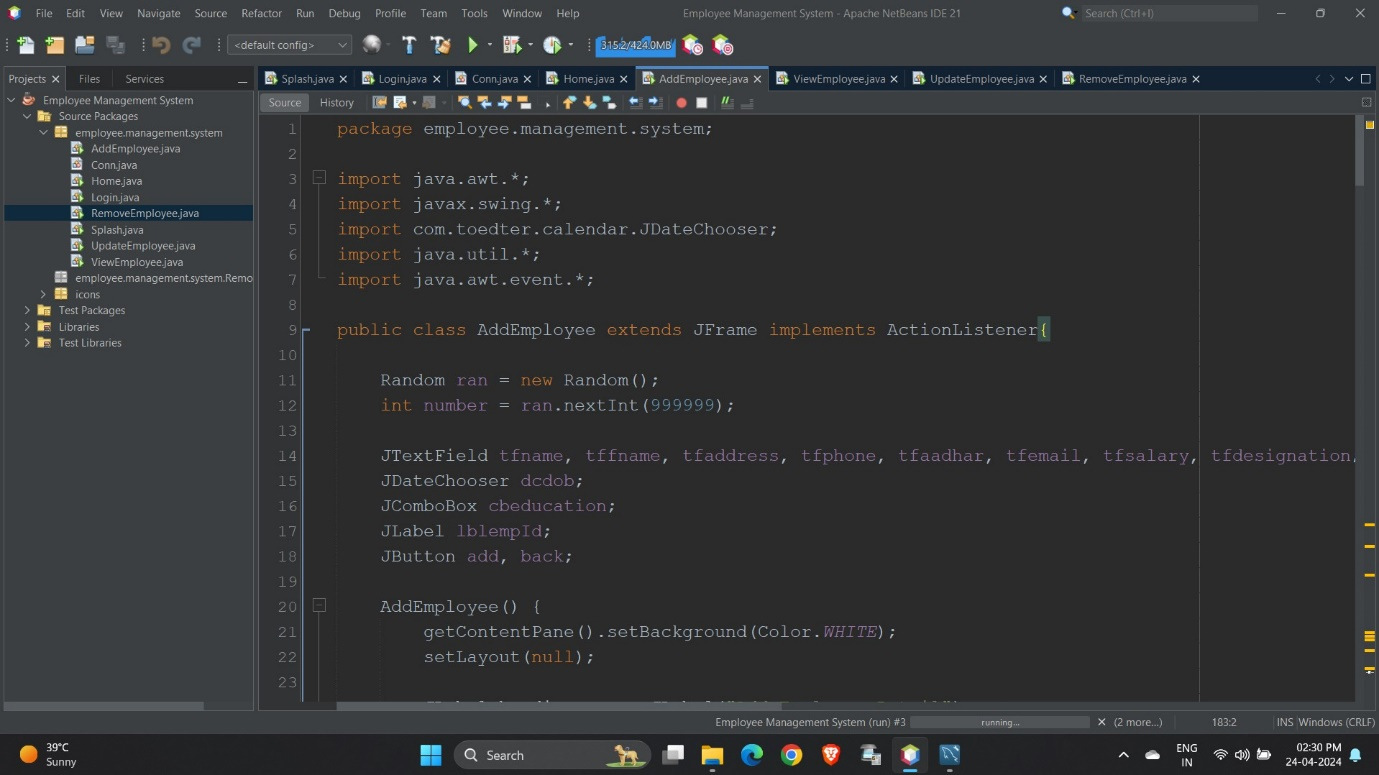 File Edit View Navigate Source Refactor Run Debug Profile Team Tools Window Help
Employee Management System - Apache NetBeans IDE 21
Search (Ctrl+I)
<default config>
315.2/424.0MB
Projects Files Services
Splash.java Login.java Conn.java Home.java AddEmployee.java ViewEmployee.java UpdateEmployee.java RemoveEmployee.java
Source History
Employee Management System
Source Packages
employee.management.system
AddEmployee.java
Conn.java
Home.java
Login.java
RemoveEmployee.java
Splash.java
UpdateEmployee.java
ViewEmployee.java
employee.management.system.Remo
icons
Test Packages
Libraries
Test Libraries
1 package employee.management.system;
2
3 import java.awt.*;
4 import javax.swing.*;
5 import com.toedter.calendar.JDateChooser;
6 import java.util.*;
7 import java.awt.event.*;
8
9 public class AddEmployee extends JFrame implements ActionListener{
10
11 Random ran = new Random();
12 int number = ran.nextInt(999999);
13
14 JTextField tfname, tffname, tfaddress, tfphone, tfaadhar, tfemail, tfsalary, tfdesignation,
15 JDateChooser dcdob;
16 JComboBox cbeducation;
17 JLabel lblempId;
18 JButton add, back;
19
20 AddEmployee() {
21 getContentPane().setBackground(Color.WHITE);
22 setLayout(null);
23
Employee Management System (run) #3 running... (2 more...) 183:2 INS Windows (CRLF)
39°C
Sunny
Search
ENG
IN
02:30 PM
24-04-2024